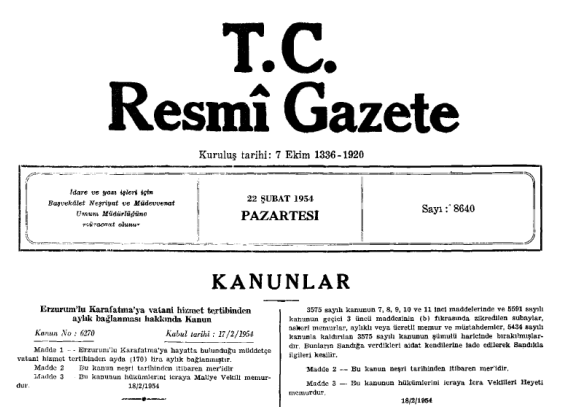 T.C.
Resmî Gazete
Kuruluş tarihi: 7 Ekim 1336-1920
İdare ve yazı işleri için
Başvekâlet Neşriyat ve Müdevvenat
Umum Müdürlüğüne
müracaat olunur
22 ŞUBAT 1954
PAZARTESİ
Sayı: 8640
KANUNLAR
Erzurum'lu Karafatma'ya vatani hizmet tertibinden
aylık bağlanması hakkında Kanun
Kanun No : 6270 Kabul tarihi : 17/2/1954
Madde 1 — Erzurum'lu Karafatma'ya hayatta bulunduğu müddetçe
vatani hizmet tertibinden ayda (170) lira aylık bağlanmıştır.
Madde 2 Bu kanun neşri tarihinden itibaren mer'idir
Madde 3 Bu kanunun hükümlerini icraya Maliye Vekili memur-
dur. 18/2/1954
3575 sayılı kanunun 7, 8, 9, 10 ve 11 inci maddelerinde ve 5591 sayılı
kanunun geçici 3 üncü maddesinin (b) fıkrasında zikredilen subaylar,
askerî memurlar, aylıklı veya ücretli memur ve müstahdemler, 5434 sayılı
kanunla kaldırılan 3575 sayılı kanunun şümulü haricinde bırakılmışlar-
dır. Bunların Sandığa verdikleri aidat kendilerine iade edilerek Sandıkla
ilgileri kesilir.
Madde 2 — Bu kanun neşri tarihinden itibaren mer'idir.
Madde 3 — Bu kanunun hükümlerini icraya İcra Vekilleri Heyeti
memurdur.
18/2/1954